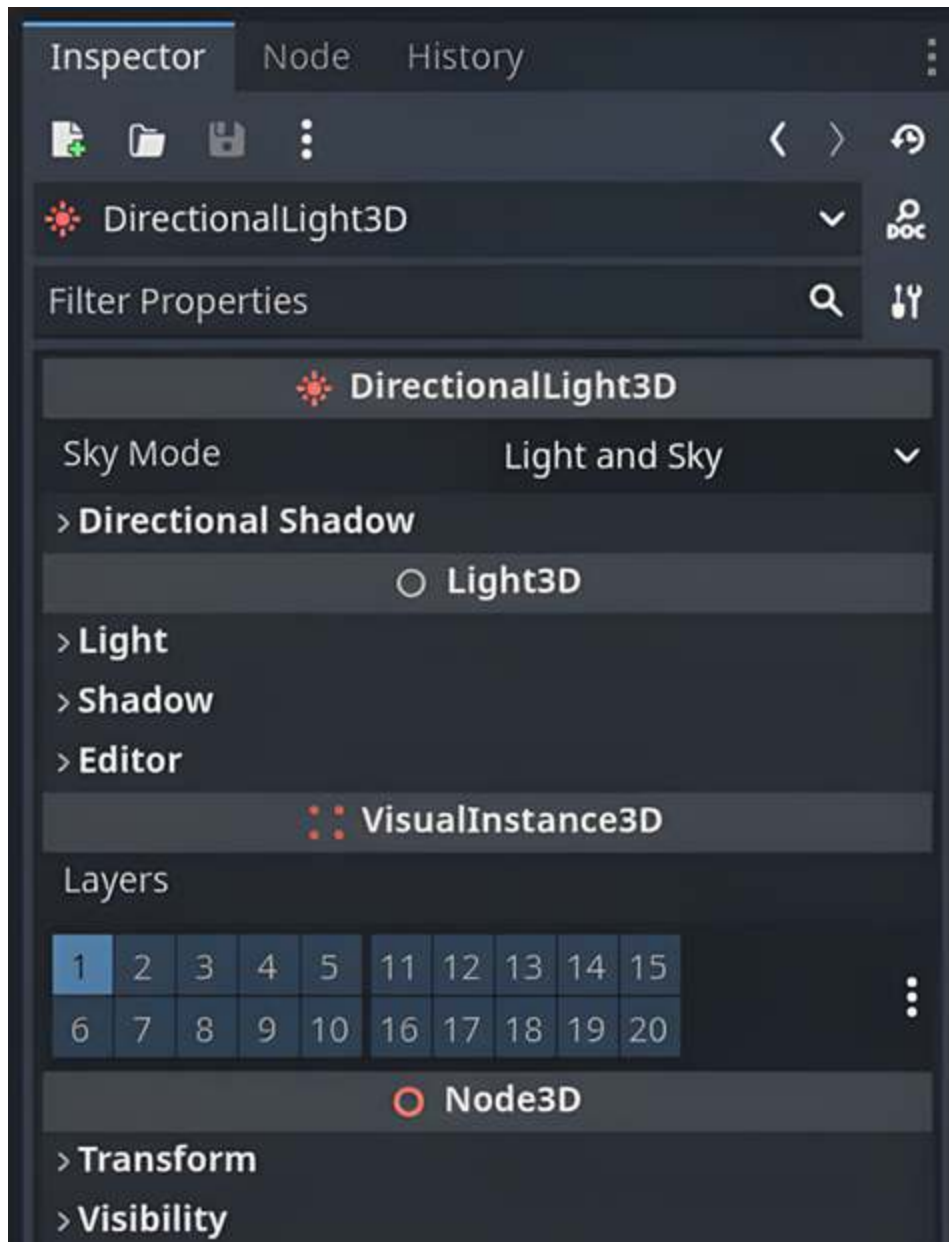 Inspector Node History
DirectionalLight3D
DOC
Filter Properties
DirectionalLight3D
Sky Mode Light and Sky
Directional Shadow
Light3D
Light
Shadow
Editor
VisualInstance3D
Layers
1 2 3 4 5 11 12 13 14 15
6 7 8 9 10 16 17 18 19 20
Node3D
Transform
Visibility